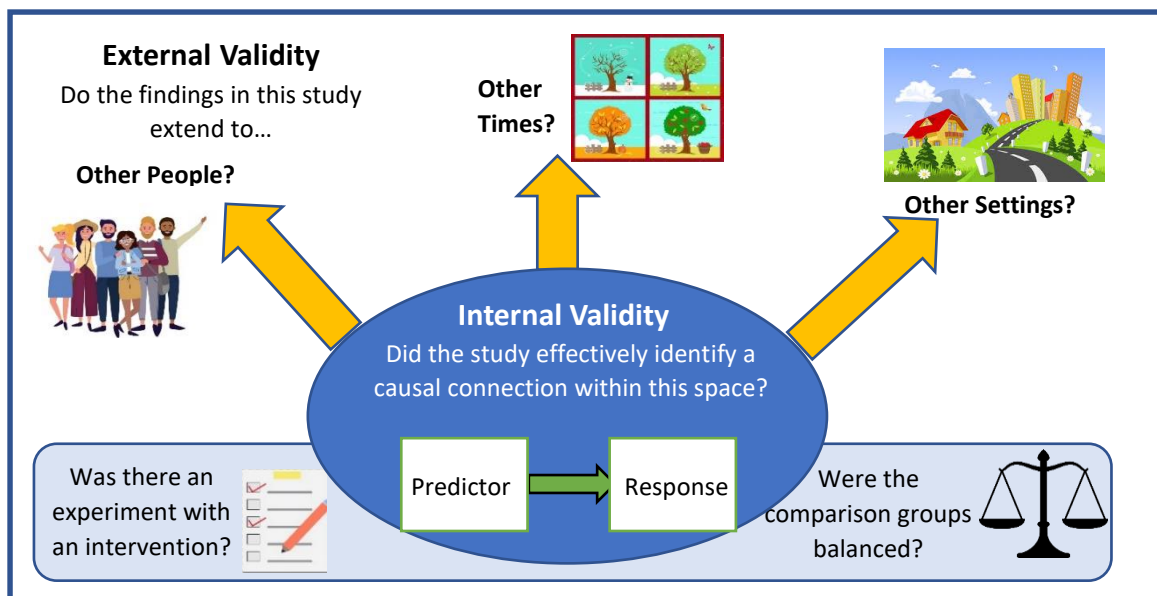 External Validity
Do the findings in this study
extend to…
Other People?
Other
Times?
Other Settings?
Internal Validity
Did the study effectively identify a
causal connection within this space?
Predictor
Response
Was there an
experiment with
an intervention?
Were the
comparison groups
balanced?